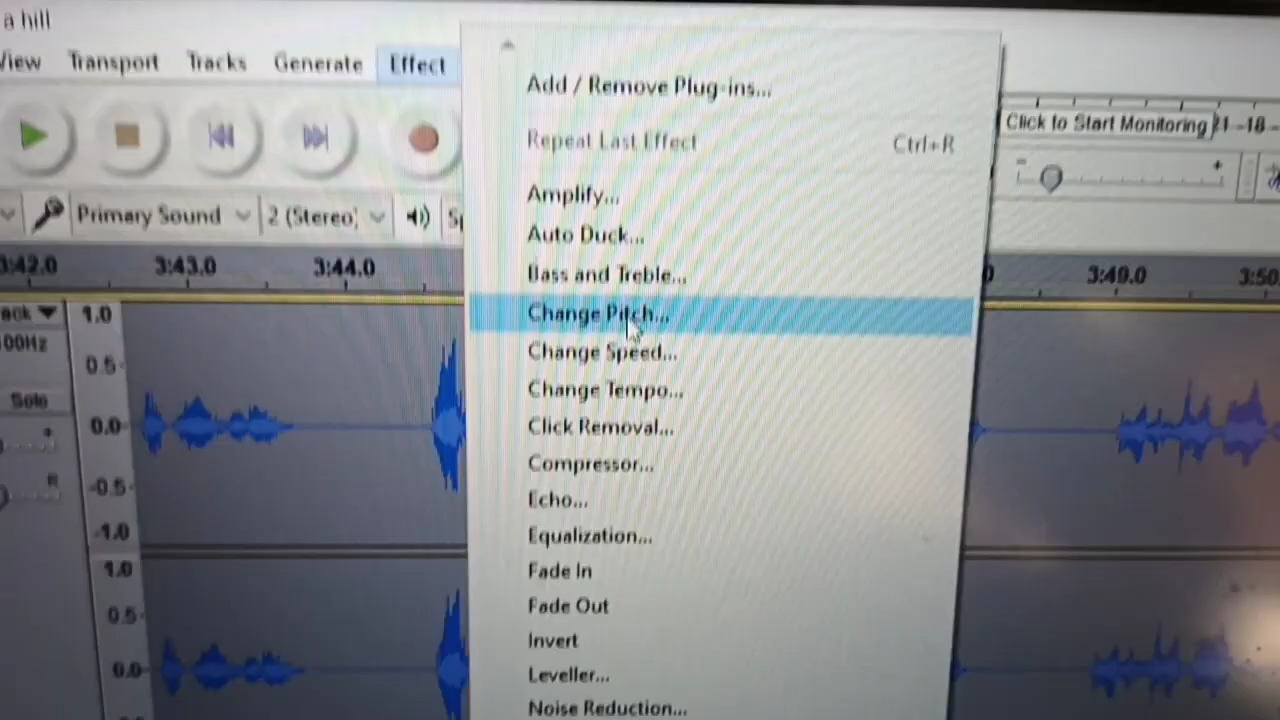 a hill
View Transport Tracks Generate Effect
Add / Remove Plug-ins...
Repeat Last Effect Ctrl+R
Click to Start Monitoring -18
Primary Sound 2 (Stereo)
3:42.0 3:43.0 3:44.0 3:49.0 3:50
Amplify...
Auto Duck...
Bass and Treble...
Change Pitch...
Change Speed...
Change Tempo...
Click Removal...
Compressor...
Echo...
Equalization...
Fade In
Fade Out
Invert
Leveller...
Noise Reduction...
1.0
00Hz
0.5
Solo
0.0
R
-0.5
-1.0
1.0
0.5
0.0